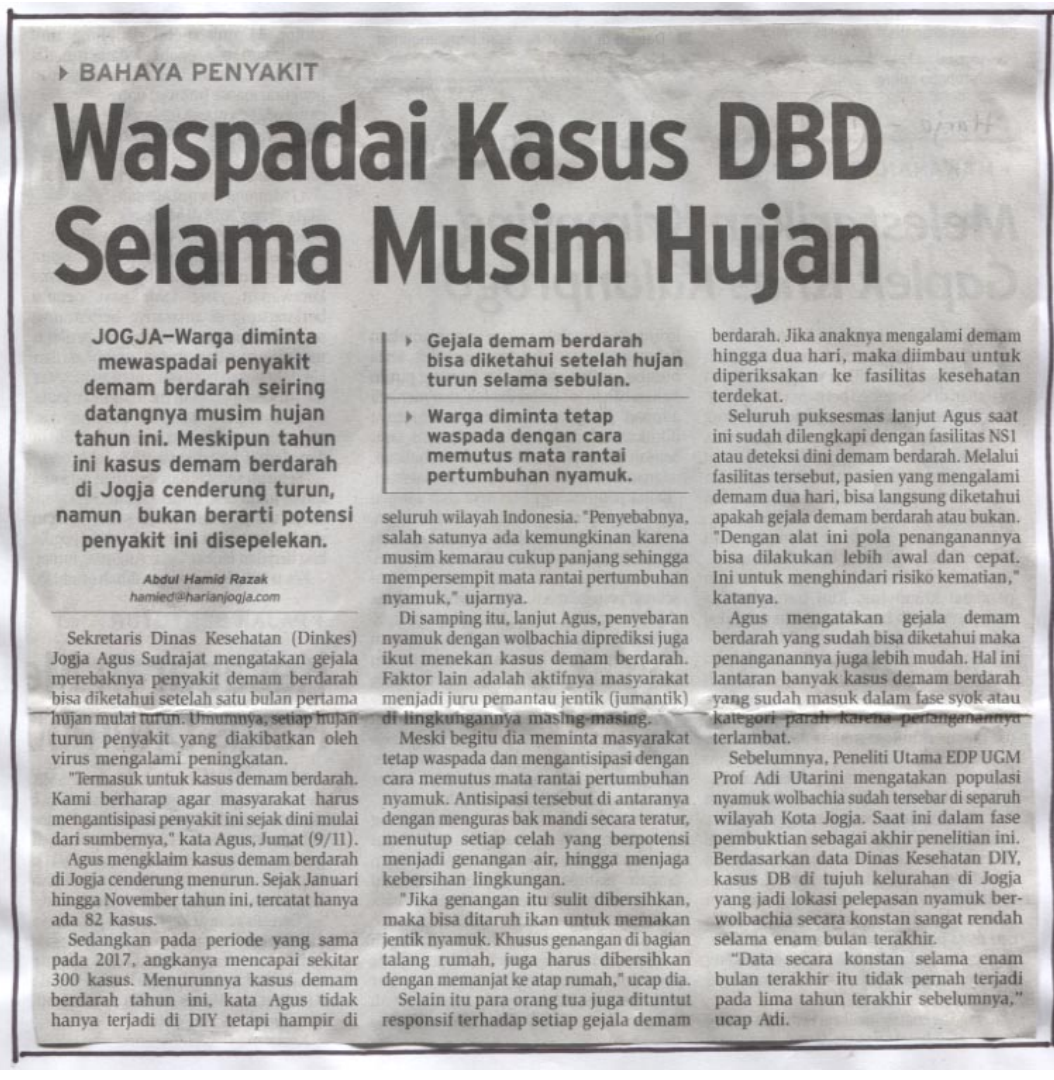 BAHAYA PENYAKIT
Waspadai Kasus DBD
Selama Musim Hujan
JOGJA–Warga diminta
mewaspadai penyakit
demam berdarah seiring
datangnya musim hujan
tahun ini. Meskipun tahun
ini kasus demam berdarah
di Jogja cenderung turun,
namun bukan berarti potensi
penyakit ini disepelekan.
Abdul Hamid Razak
hamied@harianjogja.com
Sekretaris Dinas Kesehatan (Dinkes)
Jogja Agus Sudrajat mengatakan gejala
merebaknya penyakit demam berdarah
bisa diketahui setelah satu bulan pertama
hujan mulai turun. Umumnya, setiap hujan
turun penyakit yang diakibatkan oleh
virus mengalami peningkatan.
"Termasuk untuk kasus demam berdarah.
Kami berharap agar masyarakat harus
mengantisipasi penyakit ini sejak dini mulai
dari sumbernya," kata Agus, Jumat (9/11).
Agus mengklaim kasus demam berdarah
di Jogja cenderung menurun. Sejak Januari
hingga November tahun ini, tercatat hanya
ada 82 kasus.
Sedangkan pada periode yang sama
pada 2017, angkanya mencapai sekitar
300 kasus. Menurunnya kasus demam
berdarah tahun ini, kata Agus tidak
hanya terjadi di DIY tetapi hampir di
Gejala demam berdarah
bisa diketahui setelah hujan
turun selama sebulan.
Warga diminta tetap
waspada dengan cara
memutus mata rantai
pertumbuhan nyamuk.
seluruh wilayah Indonesia. "Penyebabnya,
salah satunya ada kemungkinan karena
musim kemarau cukup panjang sehingga
mempersempit mata rantai pertumbuhan
nyamuk," ujarnya.
Di samping itu, lanjut Agus, penyebaran
nyamuk dengan wolbachia diprediksi juga
ikut menekan kasus demam berdarah.
Faktor lain adalah aktifnya masyarakat
menjadi juru pemantau jentik (jumantik)
di lingkungannya masing-masing.
Meski begitu dia meminta masyarakat
tetap waspada dan mengantisipasi dengan
cara memutus mata rantai pertumbuhan
nyamuk. Antisipasi tersebut di antaranya
dengan menguras bak mandi secara teratur,
menutup setiap celah yang berpotensi
menjadi genangan air, hingga menjaga
kebersihan lingkungan.
"Jika genangan itu sulit dibersihkan,
maka bisa ditaruh ikan untuk memakan
jentik nyamuk. Khusus genangan di bagian
talang rumah, juga harus dibersihkan
dengan memanjat ke atap rumah," ucap dia.
Selain itu para orang tua juga dituntut
responsif terhadap setiap gejala demam
berdarah. Jika anaknya mengalami demam
hingga dua hari, maka diimbau untuk
diperiksakan ke fasilitas kesehatan
terdekat.
Seluruh puksesmas lanjut Agus saat
ini sudah dilengkapi dengan fasilitas NS1
atau deteksi dini demam berdarah. Melalui
fasilitas tersebut, pasien yang mengalami
demam dua hari, bisa langsung diketahui
apakah gejala demam berdarah atau bukan.
"Dengan alat ini pola penanganannya
bisa dilakukan lebih awal dan cepat.
Ini untuk menghindari risiko kematian,"
katanya.
Agus mengatakan gejala demam
berdarah yang sudah bisa diketahui maka
penanganannya juga lebih mudah. Hal ini
lantaran banyak kasus demam berdarah
yang sudah masuk dalam fase syok atau
kategori parah karena penanganannya
terlambat.
Sebelumnya, Peneliti Utama EDP UGM
Prof Adi Utarini mengatakan populasi
nyamuk wolbachia sudah tersebar di separuh
wilayah Kota Jogja. Saat ini dalam fase
pembuktian sebagai akhir penelitian ini.
Berdasarkan data Dinas Kesehatan DIY,
kasus DB di tujuh kelurahan di Jogja
yang jadi lokasi pelepasan nyamuk ber-
wolbachia secara konstan sangat rendah
selama enam bulan terakhir.
"Data secara konstan selama enam
bulan terakhir itu tidak pernah terjadi
pada lima tahun terakhir sebelumnya,"
ucap Adi.